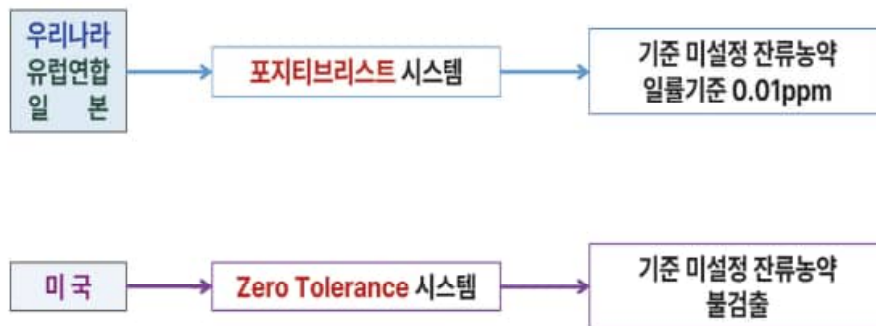 우리나라
유럽연합
일 본
포지티브리스트 시스템
기준 미설정 잔류농약
일률기준 0.01ppm
미 국
Zero Tolerance 시스템
기준 미설정 잔류농약
불검출